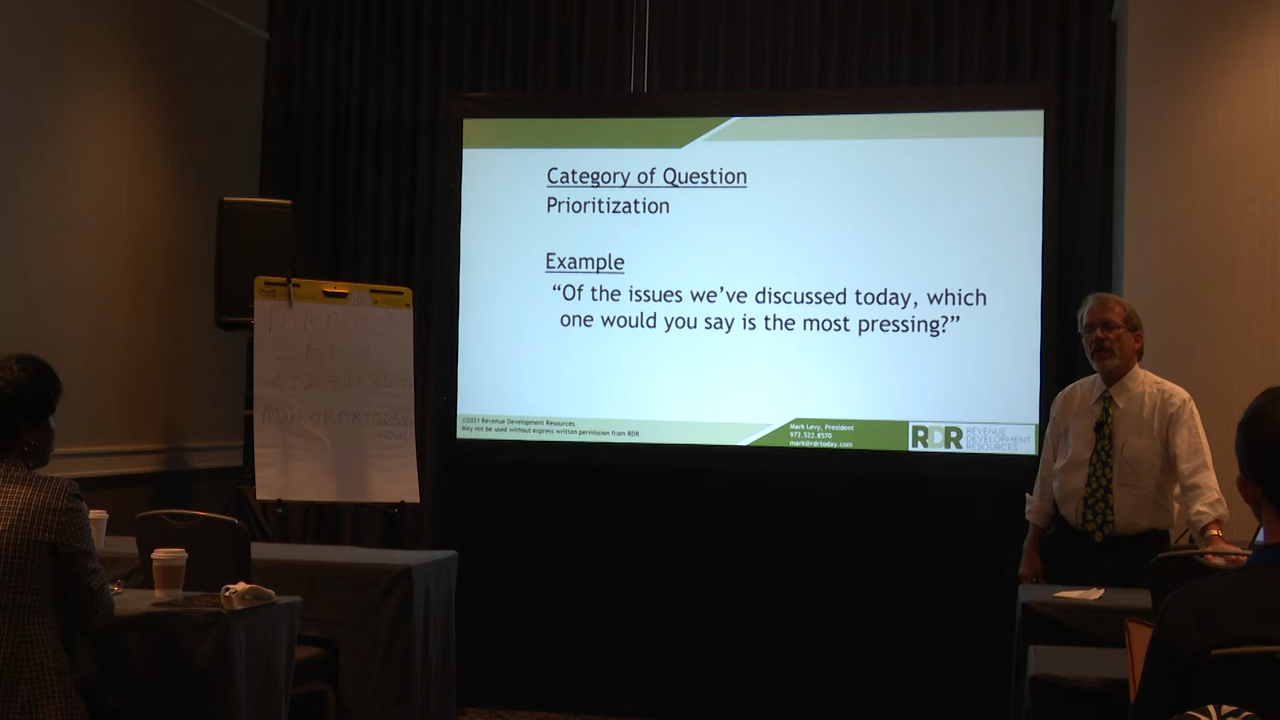 Category of Question
Prioritization
Example
“Of the issues we’ve discussed today, which
one would you say is the most pressing?”
©2021 Revenue Development Resources.
May not be used without express written permission from RDR
Mark Levy, President
972.522.8570
mark@rdrtoday.com
RDR
REVENUE
DEVELOPMENT
RESOURCES
MARK
LEVY